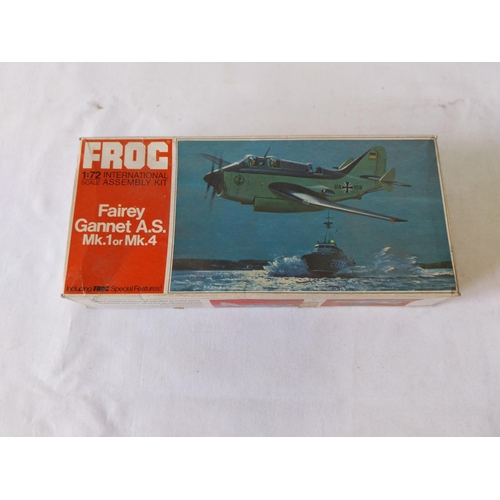 FROG
1:72 INTERNATIONAL
SCALE ASSEMBLY KIT
Fairey
Gannet A.S.
Mk.1 or Mk.4
Including FROG Special Features!